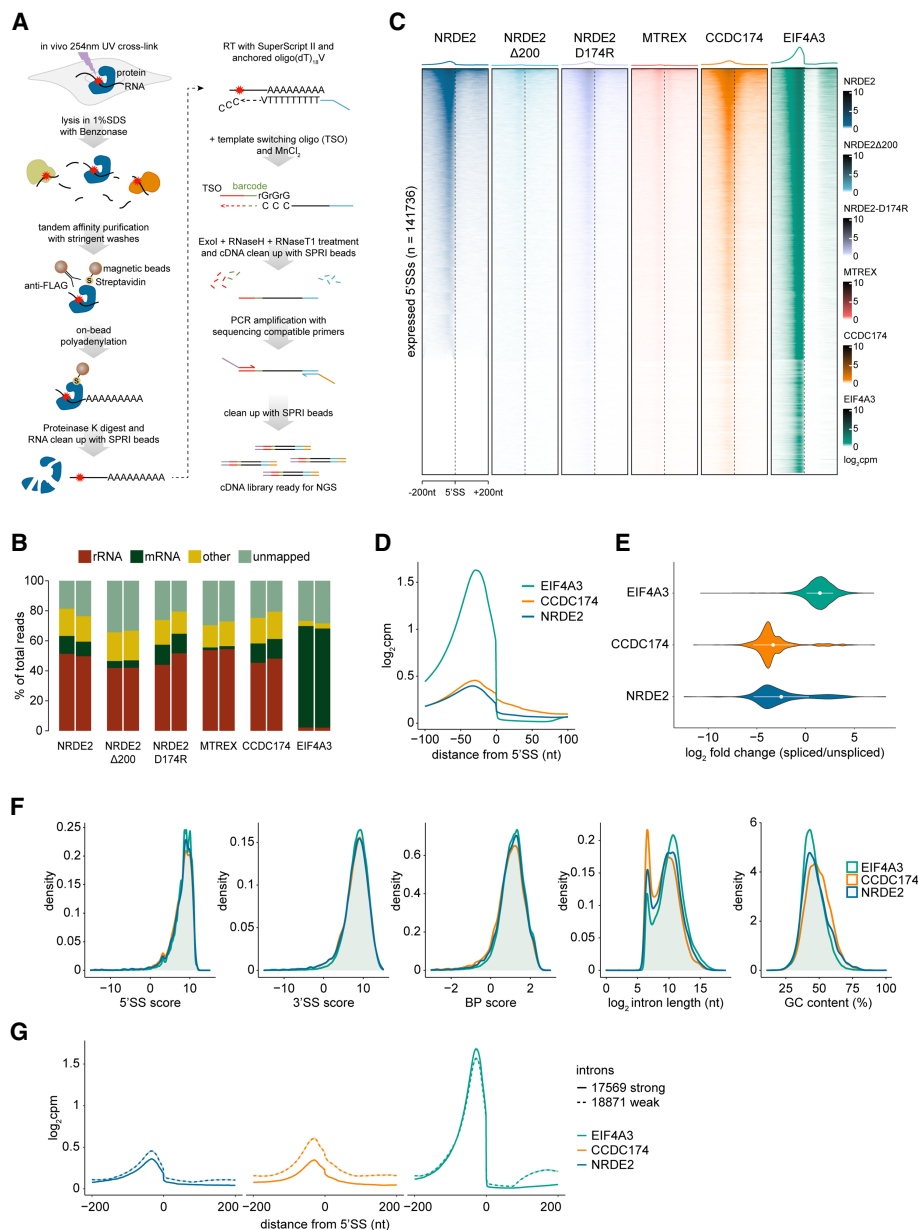 A
in vivo 254nm UV cross-link
protein
RNA
lysis in 1%SDS
with Benzonase
tandem affinity purification
with stringent washes
magnetic beads
Streptavidin
anti-FLAG
S
on-bead
polyadenylation
S
AAAAAAAAA
Proteinase K digest and
RNA clean up with SPRI beads
AAAAAAAAA
RT with SuperScript II and
anchored oligo(dT)18V
AAAAAAAAA
CCC
VTTTTTTTTT
+ template switching oligo (TSO)
and MnCl2
TSO
barcode
rGrGrG
C C C
ExoI + RNaseH + RNaseT1 treatment
and cDNA clean up with SPRI beads
PCR amplification with
sequencing compatible primers
clean up with SPRI beads
cDNA library ready for NGS
C
NRDE2
NRDE2
Δ200
NRDE2
D174R
MTREX
CCDC174
EIF4A3
expressed 5'SSs (n = 141736)
-200nt
5'SS
+200nt
NRDE2
10
5
0
NRDE2Δ200
10
5
0
NRDE2-D174R
10
5
0
MTREX
10
5
0
CCDC174
10
5
0
EIF4A3
10
5
0
log2cpm
B
rRNA
mRNA
other
unmapped
% of total reads
100
80
60
40
20
0
NRDE2
NRDE2
Δ200
NRDE2
D174R
MTREX
CCDC174
EIF4A3
D
log2cpm
1.5
1.0
0.5
0
EIF4A3
CCDC174
NRDE2
-100
-50
0
50
100
distance from 5'SS (nt)
E
EIF4A3
CCDC174
NRDE2
−10
−5
0
5
log2 fold change (spliced/unspliced)
F
density
0.25
0.2
0.15
0.1
0.05
0
−10
0
10
5'SS score
density
0.2
0.15
0.1
0.05
0
−10
0
10
3'SS score
density
0.6
0.4
0.2
0
−2
0
2
BP score
density
0.2
0.15
0.1
0.05
0
0
5
10
15
log2 intron length (nt)
density
6
4
2
0
0
25
50
75
100
GC content (%)
EIF4A3
CCDC174
NRDE2
G
log2cpm
1.5
1
0.5
0
-200
0
200
-200
0
200
-200
0
200
distance from 5'SS (nt)
introns
17569 strong
18871 weak
EIF4A3
CCDC174
NRDE2